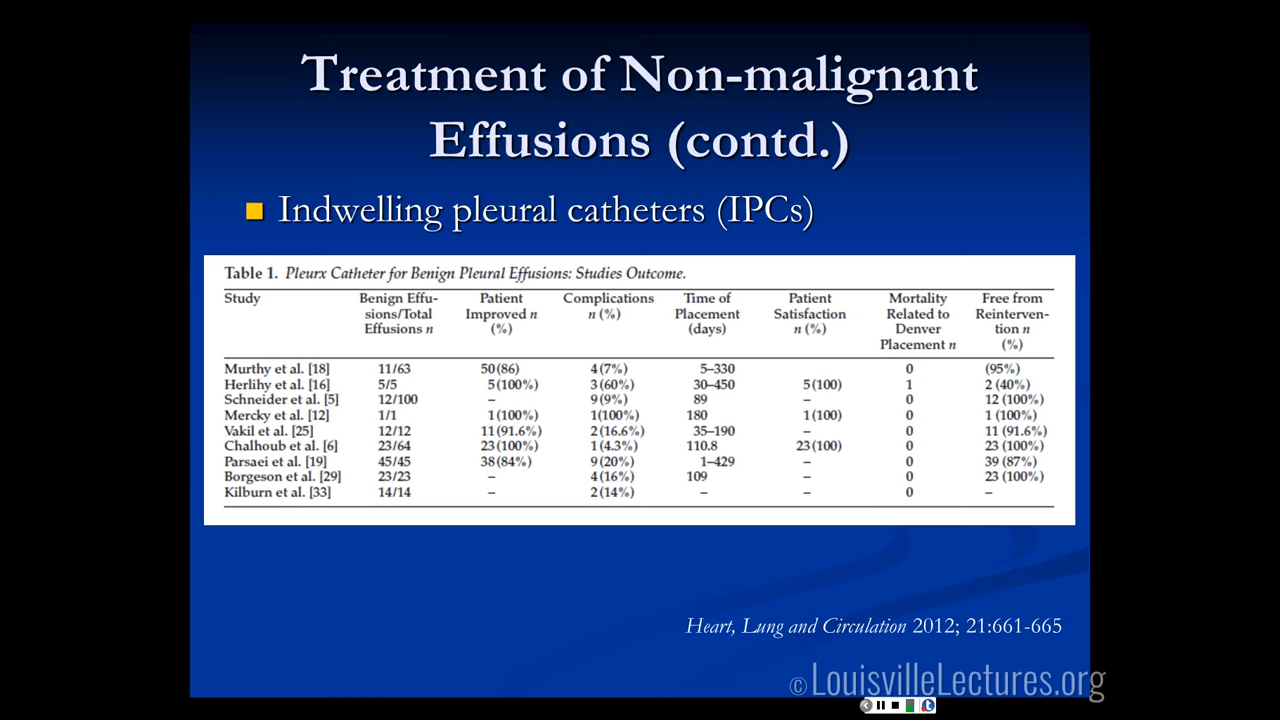 Treatment of Non-malignant
Effusions (contd.)
Indwelling pleural catheters (IPCs)
Table 1. Pleurx Catheter for Benign Pleural Effusions: Studies Outcome.
Study Benign Effu- Patient Complications Time of Patient Mortality Free from
sions/Total Improved n n (%) Placement Satisfaction Related to Reinterven-
Effusions n (%) (days) n (%) Denver tion n
Placement n (%)
Murthy et al. [18] 11/63 50 (86) 4 (7%) 5–330 0 (95%)
Herlihy et al. [16] 5/5 5 (100%) 3 (60%) 30–450 5 (100) 1 2 (40%)
Schneider et al. [5] 12/100 – 9 (9%) 89 – 0 12 (100%)
Mercky et al. [12] 1/1 1 (100%) 1(100%) 180 1 (100) 0 1 (100%)
Vakil et al. [25] 12/12 11 (91.6%) 2 (16.6%) 35–190 – 0 11 (91.6%)
Chalhoub et al. [6] 23/64 23 (100%) 1 (4.3%) 110.8 23 (100) 0 23 (100%)
Parsaei et al. [19] 45/45 38 (84%) 9 (20%) 1–429 – 0 39 (87%)
Borgeson et al. [29] 23/23 – 4 (16%) 109 – 0 23 (100%)
Kilburn et al. [33] 14/14 – 2 (14%) – – 0 –
Heart, Lung and Circulation 2012; 21:661-665
© LouisvilleLectures.org